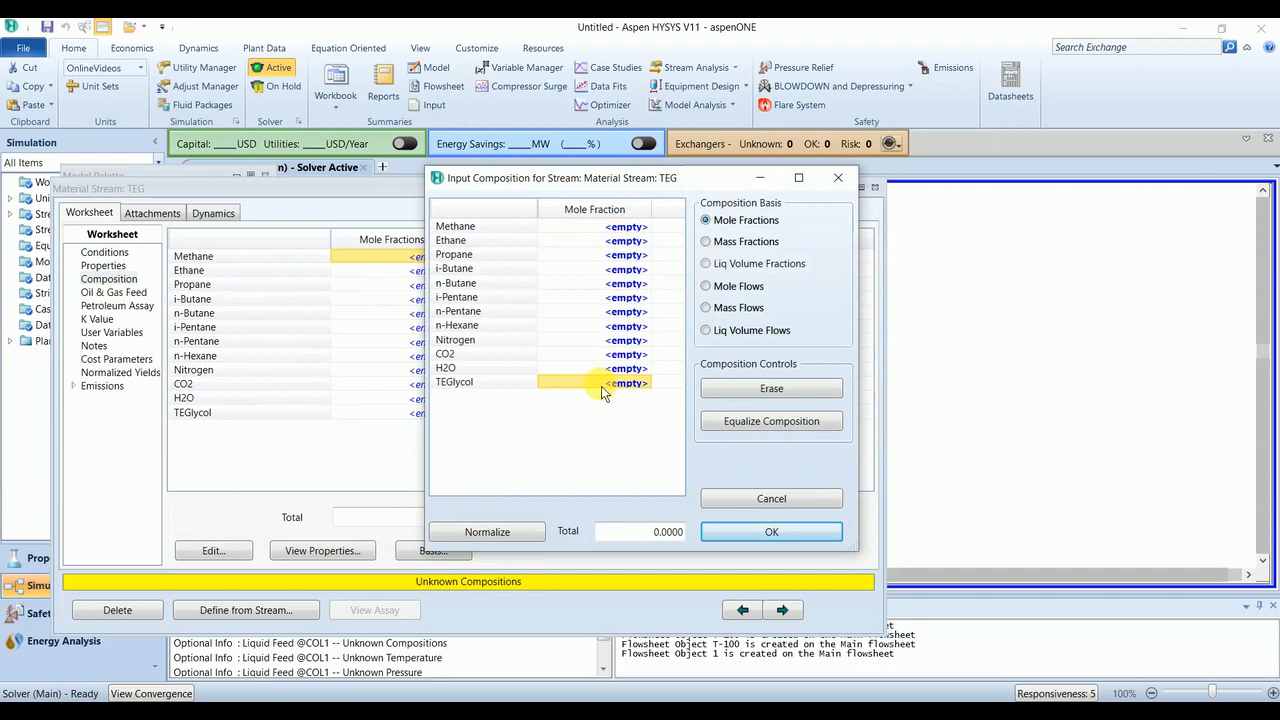 Untitled - Aspen HYSYS V11 - aspenONE
File Home Economics Dynamics Plant Data Equation Oriented View Customize Resources Search Exchange
Cut OnlineVideos Utility Manager Active Model Variable Manager Case Studies Stream Analysis Pressure Relief Emissions
Copy Unit Sets Adjust Manager On Hold Workbook Reports Flowsheet Compressor Surge Data Fits Equipment Design BLOWDOWN and Depressuring Datasheets
Paste Fluid Packages Input Optimizer Model Analysis Flare System
Clipboard Units Simulation Solver Summaries Analysis Safety
Simulation Capital: _____USD Utilities: _____USD/Year Energy Savings: _____MW (____%) Exchangers - Unknown: 0 OK: 0 Risk: 0
All Items n) - Solver Active
Material Stream: TEG
Worksheet Attachments Dynamics
Worksheet
Conditions
Properties
Composition
Oil & Gas Feed
Petroleum Assay
K Value
User Variables
Notes
Cost Parameters
Normalized Yields
Emissions
Mole Fractions
Methane
Ethane
Propane
i-Butane
n-Butane
i-Pentane
n-Pentane
n-Hexane
Nitrogen
CO2
H2O
TEGlycol
Total
Edit... View Properties... Basis...
Unknown Compositions
Delete Define from Stream... View Assay
Input Composition for Stream: Material Stream: TEG
Mole Fraction
Methane <empty>
Ethane <empty>
Propane <empty>
i-Butane <empty>
n-Butane <empty>
i-Pentane <empty>
n-Pentane <empty>
n-Hexane <empty>
Nitrogen <empty>
CO2 <empty>
H2O <empty>
TEGlycol <empty>
Normalize Total 0.0000
Composition Basis
Mole Fractions
Mass Fractions
Liq Volume Fractions
Mole Flows
Mass Flows
Liq Volume Flows
Composition Controls
Erase
Equalize Composition
Cancel
OK
Energy Analysis
Optional Info : Liquid Feed @COL1 -- Unknown Compositions
Optional Info : Liquid Feed @COL1 -- Unknown Temperature
Optional Info : Liquid Feed @COL1 -- Unknown Pressure
Flowsheet Object T-100 is created on the Main flowsheet
Flowsheet Object 1 is created on the Main flowsheet
Solver (Main) - Ready View Convergence Responsiveness: 5 100%